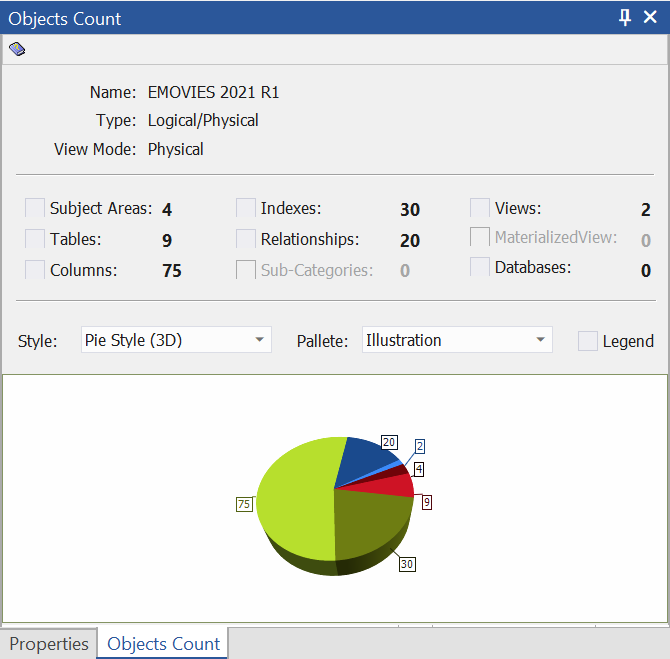 Objects Count
Name: EMOVIES 2021 R1
Type: Logical/Physical
View Mode: Physical
Subject Areas: 4 Indexes: 30 Views: 2
Tables: 9 Relationships: 20 MaterializedView: 0
Columns: 75 Sub-Categories: 0 Databases: 0
Style: Pie Style (3D) Pallete: Illustration Legend
20
2
4
75
9
30
Properties Objects Count